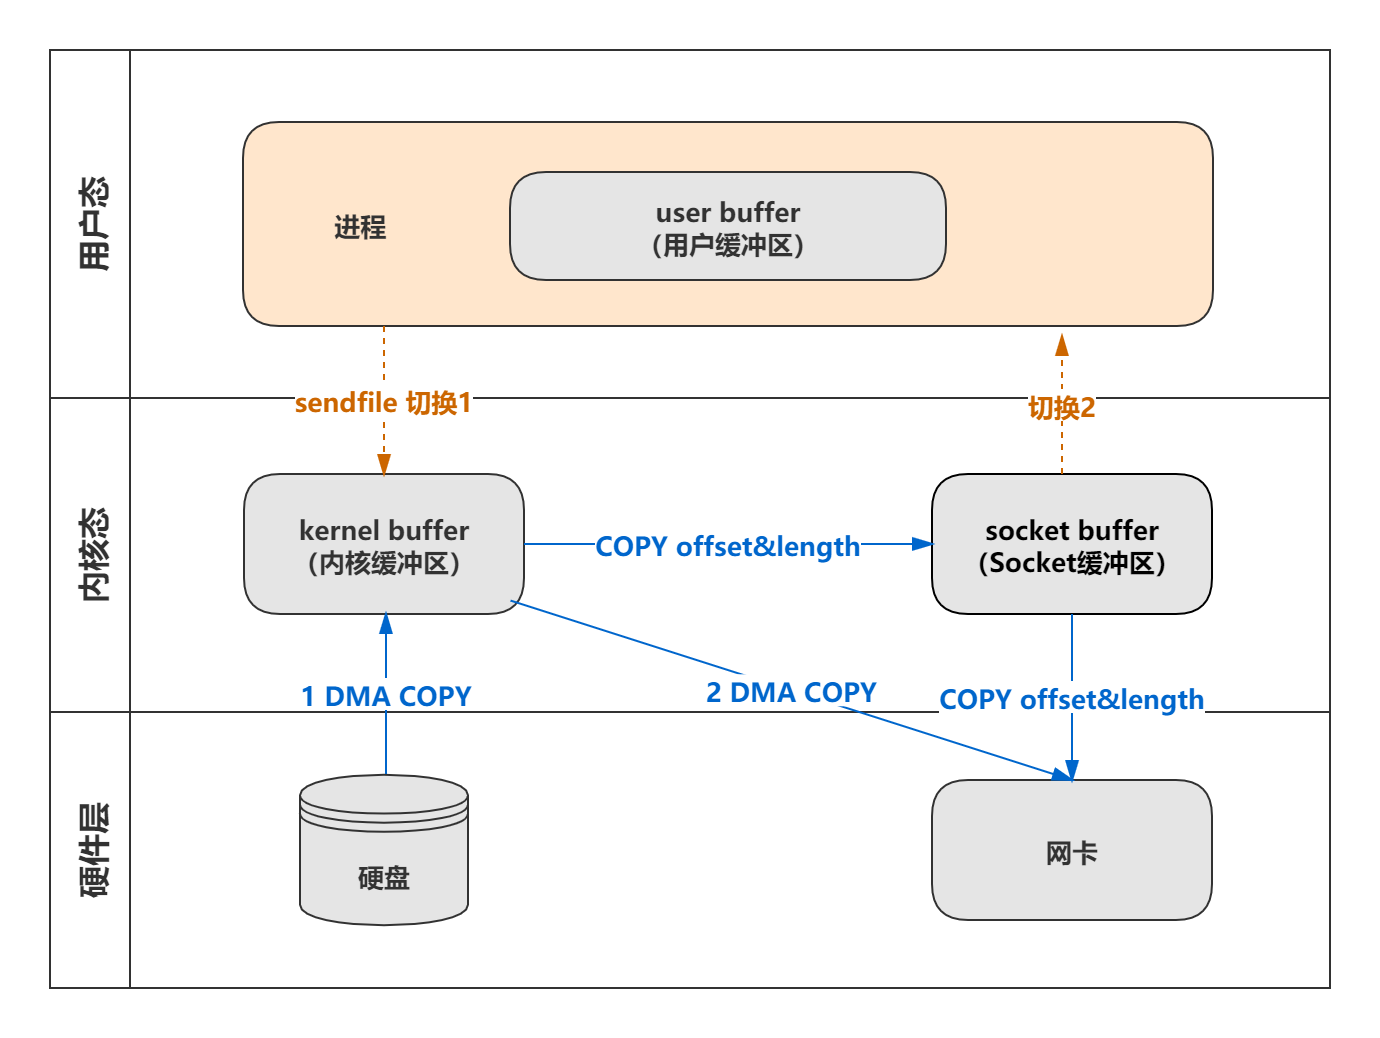 用户态
进程
user buffer
（用户缓冲区）
sendfile 切换1
切换2
内核态
kernel buffer
（内核缓冲区）
COPY offset&length
socket buffer
（Socket缓冲区）
1 DMA COPY
2 DMA COPY
COPY offset&length
硬件层
硬盘
网卡